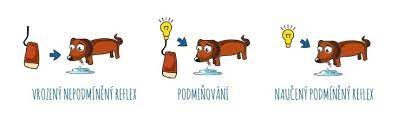 VROZENÝ NEPODMÍNĚNÝ REFLEX
PODMIŇOVÁNÍ
NAUČENÝ PODMÍNĚNÝ REFLEX